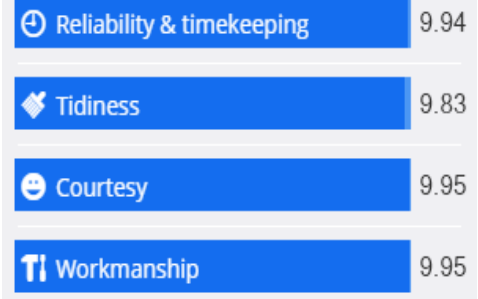 Reliability & timekeeping 9.94
Tidiness 9.83
Courtesy 9.95
Workmanship 9.95